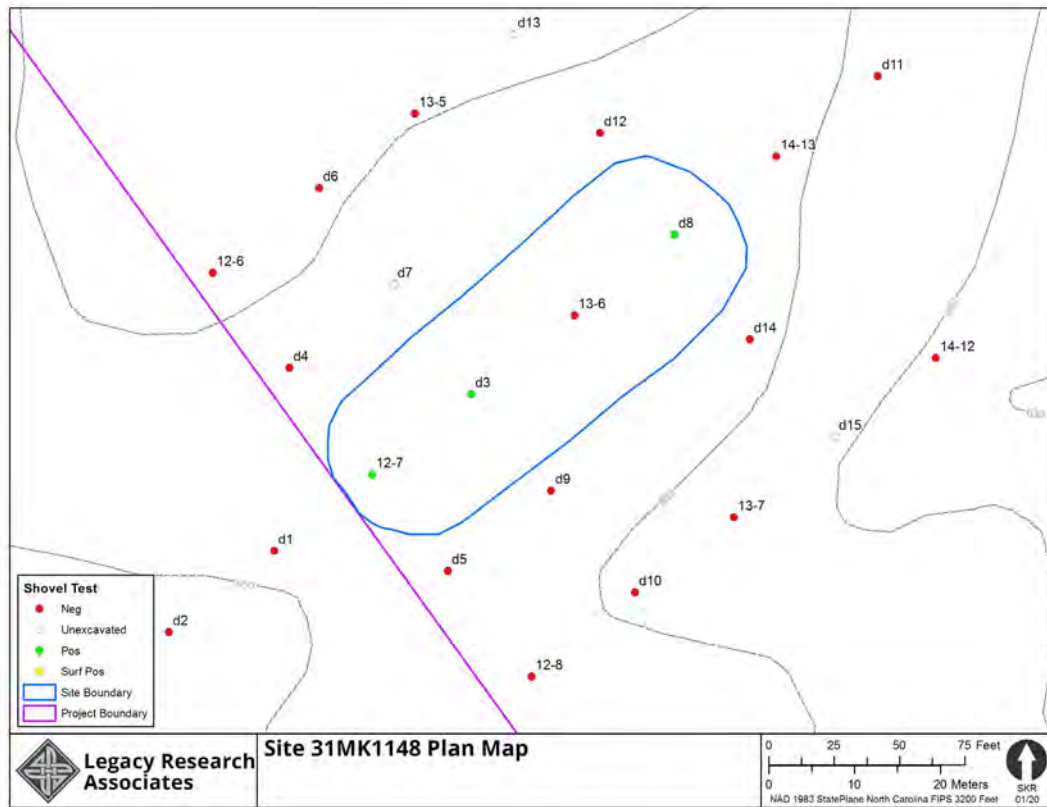 d13
d11
13-5
d12
14-13
d6
d8
12-6
d7
13-6
d14
14-12
d4
d3
d15
12-7
d9
13-7
d1
d5
d10
d2
12-8
Shovel Test
Neg
Unexcavated
Pos
Surf Pos
Site Boundary
Project Boundary
Legacy Research
Associates
Site 31MK1148 Plan Map
0 25 50 75 Feet
0 10 20 Meters
NAD 1983 StatePlane North Carolina FIPS 3200 Feet
SKR
01/20